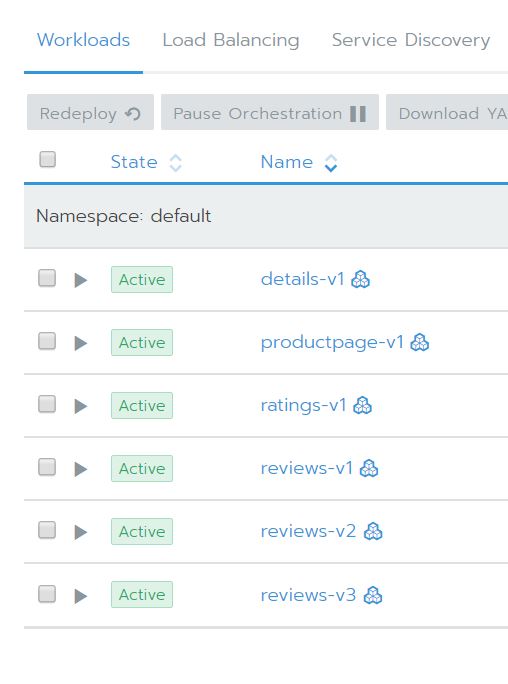 Workloads Load Balancing Service Discovery
Redeploy Pause Orchestration Download YA
State Name
Namespace: default
Active details-v1
Active productpage-v1
Active ratings-v1
Active reviews-v1
Active reviews-v2
Active reviews-v3